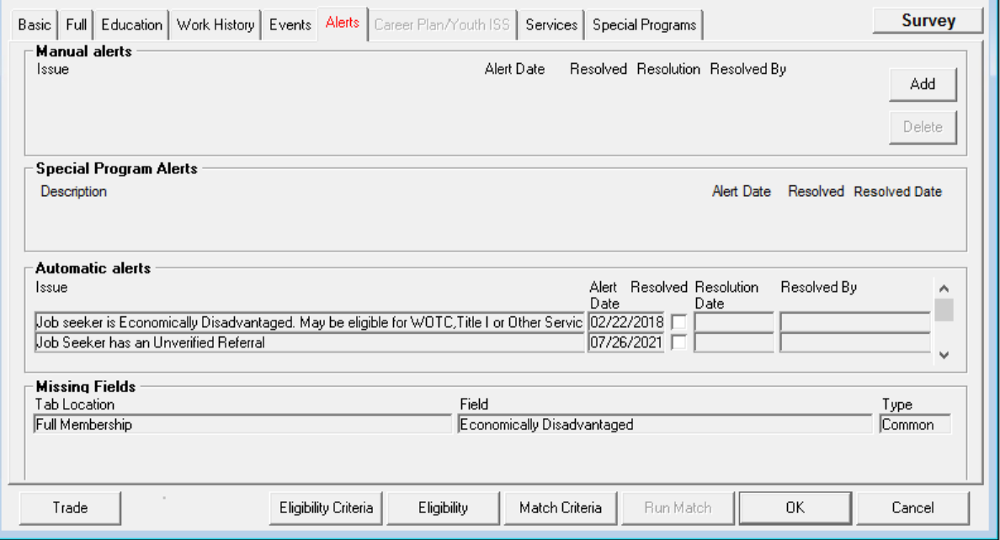 Basic Full Education Work History Events Alerts Career Plan/Youth ISS Services Special Programs Survey
Manual alerts
Issue Alert Date Resolved Resolution Resolved By
Add
Delete
Special Program Alerts
Description Alert Date Resolved Resolved Date
Automatic alerts
Issue Alert Date Resolved Resolution Date Resolved By
Job seeker is Economically Disadvantaged. May be eligible for WOTC,Title I or Other Servic 02/22/2018
Job Seeker has an Unverified Referral 07/26/2021
Missing Fields
Tab Location Field Type
Full Membership Economically Disadvantaged Common
Trade Eligibility Criteria Eligibility Match Criteria Run Match OK Cancel